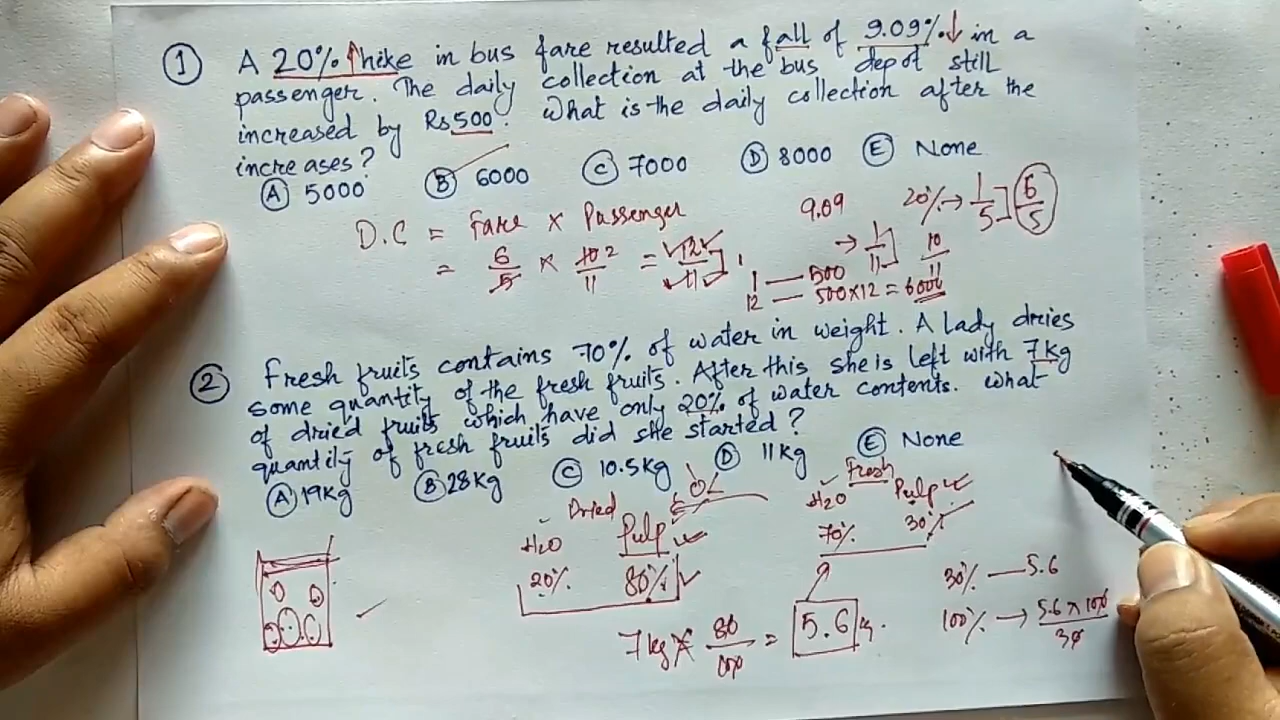 ① A 20% ↑ hike in bus fare resulted a fall of 9.09% ↓ in a
passenger. The daily collection at the bus depot still
increased by Rs 500. What is the daily collection after the
increases?
Ⓐ 5000 Ⓑ 6000 Ⓒ 7000 Ⓓ 8000 Ⓔ None
D.C = Fare × Passenger
= 6/5 × 10/11 2 = 12/11 ] 1
9.09 → 1/11 ] 10/11
20% → 1/5 ] 6/5
1 — 500
12 — 500×12 = 6000
② Fresh fruits contains 70% of water in weight. A lady dries
some quantity of the fresh fruits. After this she is left with 7kg
of dried fruits which have only 20% of water contents. What
quantity of fresh fruits did she started?
Ⓐ 19kg Ⓑ 28kg Ⓒ 10.5kg Ⓓ 11kg Ⓔ None
Dried
H2O Pulp
20% 80%
Fresh
H2O Pulp
70% 30%
7kg × 80/100 = 5.6
30% — 5.6
100% → 5.6 × 100/30